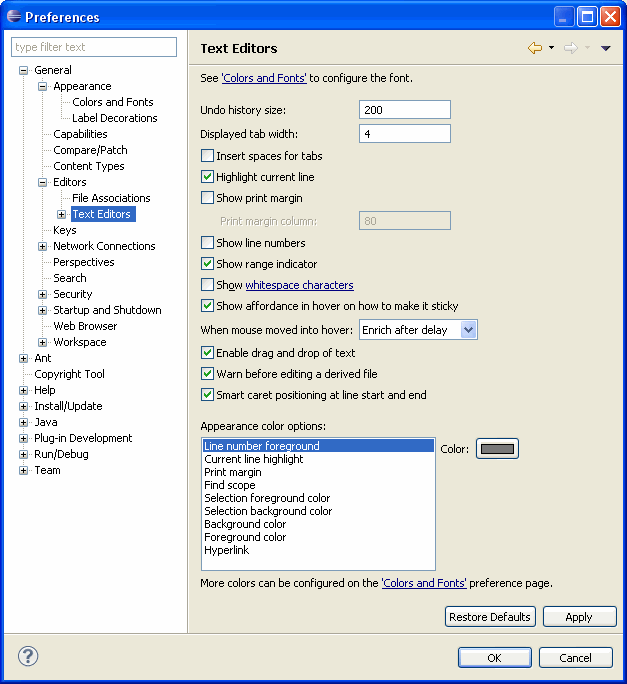 Preferences
type filter text
General
Appearance
Colors and Fonts
Label Decorations
Capabilities
Compare/Patch
Content Types
Editors
File Associations
Text Editors
Keys
Network Connections
Perspectives
Search
Security
Startup and Shutdown
Web Browser
Workspace
Ant
Copyright Tool
Help
Install/Update
Java
Plug-in Development
Run/Debug
Team
Text Editors
See 'Colors and Fonts' to configure the font.
Undo history size: 200
Displayed tab width: 4
Insert spaces for tabs
Highlight current line
Show print margin
Print margin column: 80
Show line numbers
Show range indicator
Show whitespace characters
Show affordance in hover on how to make it sticky
When mouse moved into hover: Enrich after delay
Enable drag and drop of text
Warn before editing a derived file
Smart caret positioning at line start and end
Appearance color options:
Line number foreground
Current line highlight
Print margin
Find scope
Selection foreground color
Selection background color
Background color
Foreground color
Hyperlink
Color:
More colors can be configured on the 'Colors and Fonts' preference page.
Restore Defaults Apply
? OK Cancel